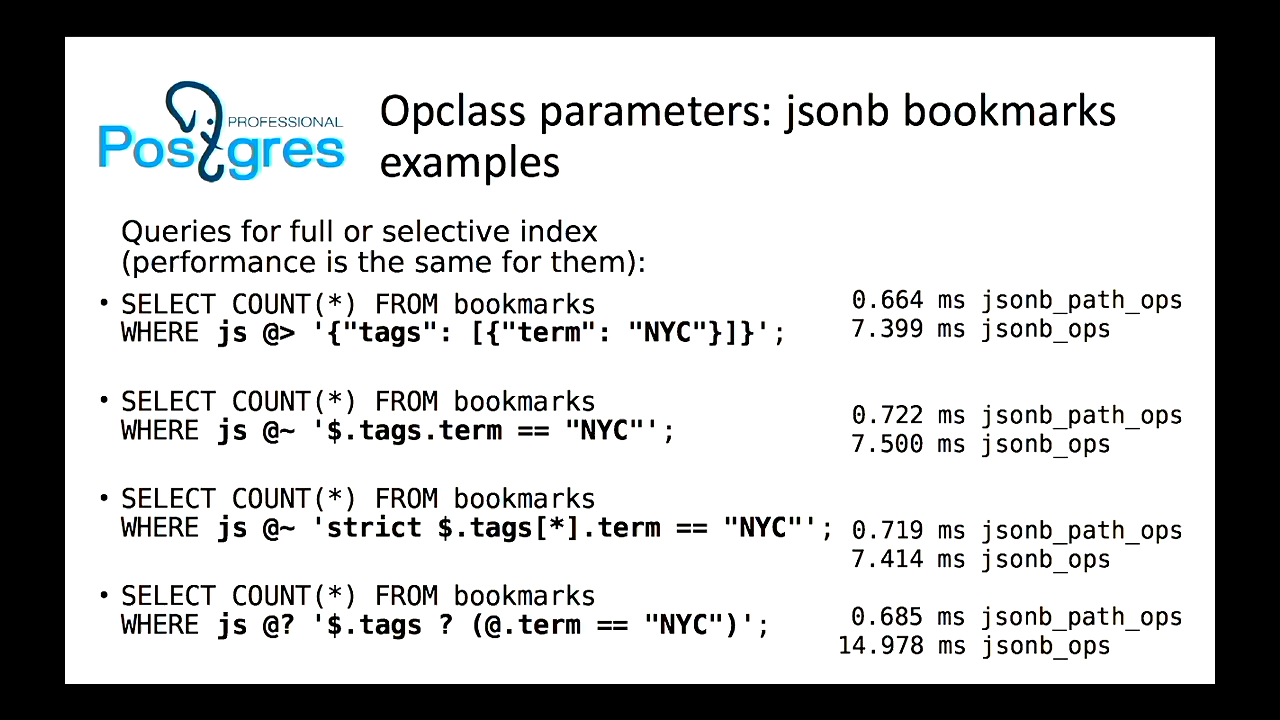 PROFESSIONAL
Postgres
Opclass parameters: jsonb bookmarks
examples
Queries for full or selective index
(performance is the same for them):
• SELECT COUNT(*) FROM bookmarks
WHERE js @> '{"tags": [{"term": "NYC"}]}';
0.664 ms jsonb_path_ops
7.399 ms jsonb_ops
• SELECT COUNT(*) FROM bookmarks
WHERE js @~ '$.tags.term == "NYC"';
0.722 ms jsonb_path_ops
7.500 ms jsonb_ops
• SELECT COUNT(*) FROM bookmarks
WHERE js @~ 'strict $.tags[*].term == "NYC"';
0.719 ms jsonb_path_ops
7.414 ms jsonb_ops
• SELECT COUNT(*) FROM bookmarks
WHERE js @? '$.tags ? (@.term == "NYC")';
0.685 ms jsonb_path_ops
14.978 ms jsonb_ops